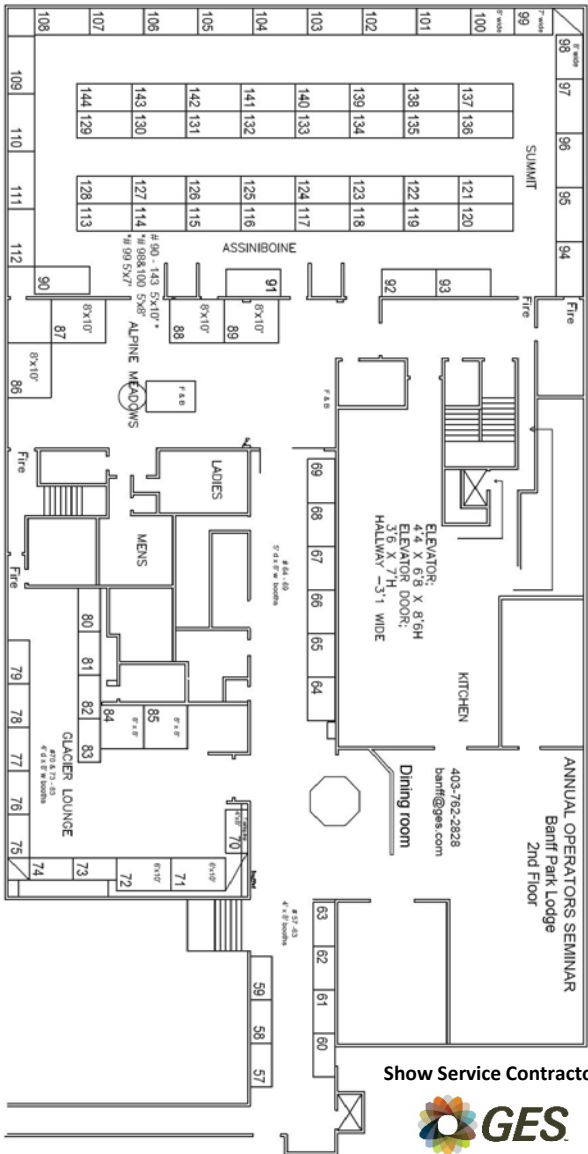 ANNUAL OPERATORS SEMINAR
Banff Park Lodge
2nd Floor
403-762-2828
banff@ges.com
Dining room
KITCHEN
ELEVATOR;
4'4 X 6'8 X 8'6H
ELEVATOR DOOR;
3'6 X 7'H
HALLWAY -3'1 WIDE
SUMMIT
Fire
Fire
94
95
96
97
98
8' wide
99
7' wide
100
8' wide
101
102
103
104
105
106
107
108
109
110
111
112
137
138
139
140
141
142
143
144
136
135
134
133
132
131
130
129
121
122
123
124
125
126
127
128
120
119
118
117
116
115
114
113
ASSINIBOINE
# 90 - 143 5'x10' *
*# 98&100 5'x8'
*# 99 5'x7'
93
92
91
90
89
8'x10'
88
8'x10'
87
8'x10'
86
8'x10'
ALPINE MEADOWS
F & B
F & B
LADIES
MENS
Fire
Fire
69
68
67
66
65
64
# 64 - 69
5' d x 8' w booths
80
81
82
83
84
8' x 8'
85
8' x 8'
79
78
77
76
75
GLACIER LOUNGE
#70 & 73 - 83
4' d x 8' w booths
74
73
72
6'x10'
71
6'x10'
70
63
62
61
60
# 57 -63
4' x 8' booths
59
58
57
Show Service Contracto
GES